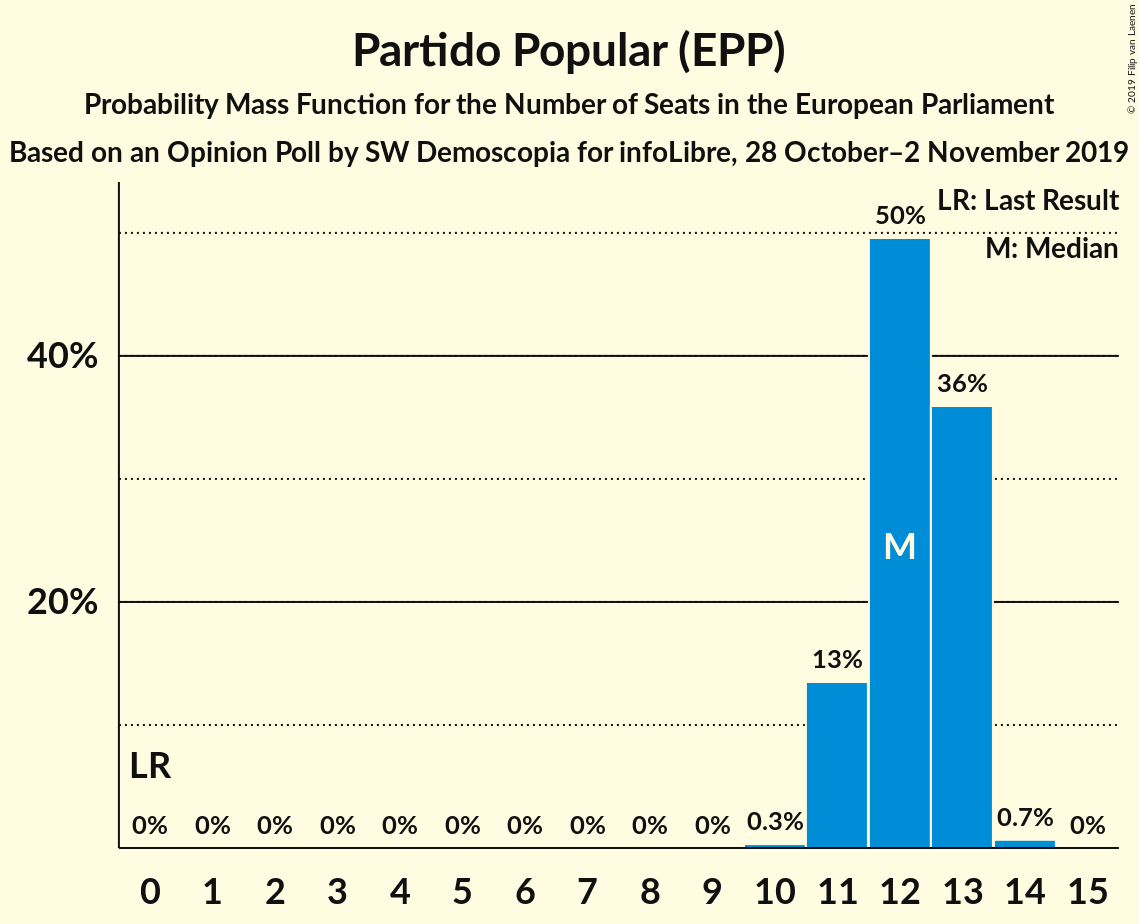 Partido Popular (EPP)
Probability Mass Function for the Number of Seats in the European Parliament
Based on an Opinion Poll by SW Demoscopia for infoLibre, 28 October–2 November 2019
© 2019 Filip van Laenen
LR: Last Result
M: Median
50%
40%
36%
M
20%
13%
LR
0% 0% 0% 0% 0% 0% 0% 0% 0% 0% 0.3% 0.7% 0%
0 1 2 3 4 5 6 7 8 9 10 11 12 13 14 15